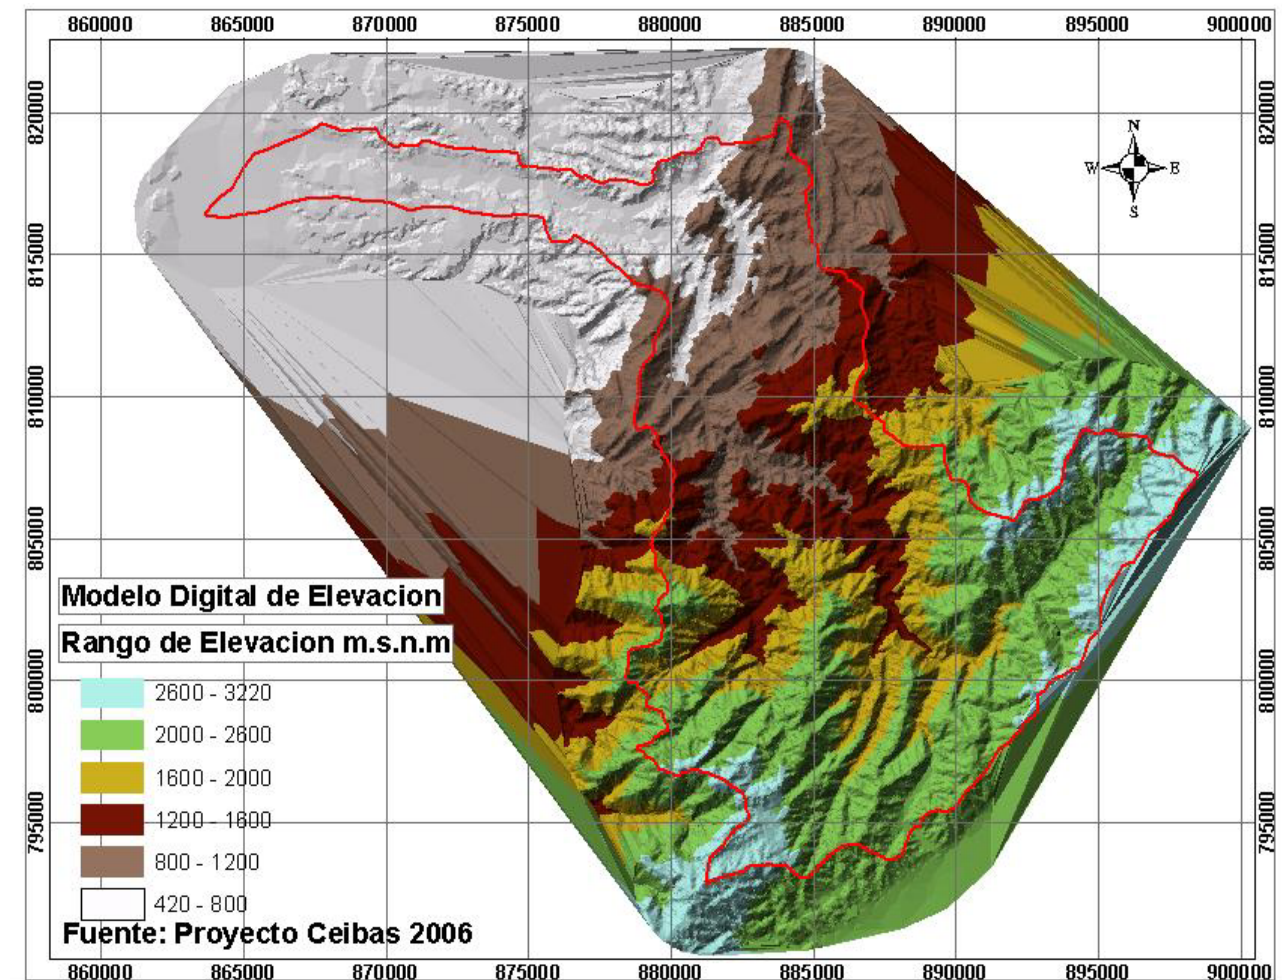 860000 865000 870000 875000 880000 885000 890000 895000 900000
820000 820000
N
W E
S
815000 815000
810000 810000
805000 805000
Modelo Digital de Elevacion
Rango de Elevacion m.s.n.m
800000 800000
2600 - 3220
2000 - 2600
1600 - 2000
1200 - 1600
795000 795000
800 - 1200
420 - 800
Fuente: Proyecto Ceibas 2006
860000 865000 870000 875000 880000 885000 890000 895000 900000